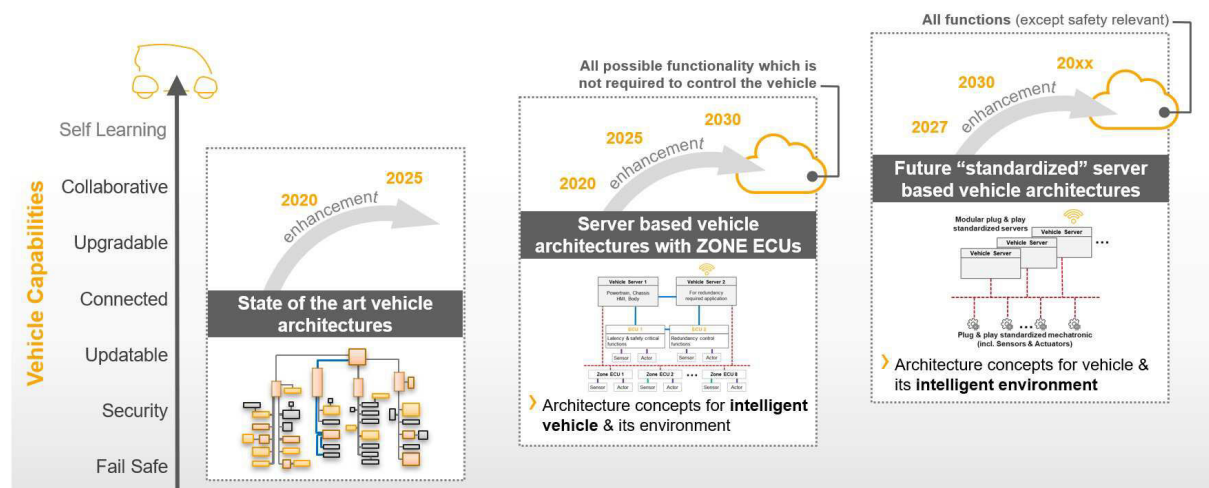 All functions (except safety relevant)
All possible functionality which is
not required to control the vehicle
Vehicle Capabilities
Self Learning
Collaborative
Upgradable
Connected
Updatable
Security
Fail Safe
2020
enhancement
2025
State of the art vehicle
architectures
2020
2025
enhancement
2030
Server based vehicle
architectures with ZONE ECUs
Vehicle Server 1
Powertrain, Chassis
HMI, Body
Vehicle Server 2
For redundancy
required application
ECU 1
Latency & safety critical
functions
ECU 2
Redundancy control
functions
Sensor
Actor
Sensor
Actor
Zone ECU 1
Zone ECU 2
•••
Zone ECU 8
Sensor
Actor
Sensor
Actor
Sensor
Actor
❯ Architecture concepts for intelligent
vehicle & its environment
2027
2030
enhancement
20xx
Future “standardized” server
based vehicle architectures
Modular plug & play
standardized servers
Vehicle Server
Vehicle Server
Vehicle Server
•••
•••
Plug & play standardized mechatronic
(incl. Sensors & Actuators)
❯ Architecture concepts for vehicle &
its intelligent environment